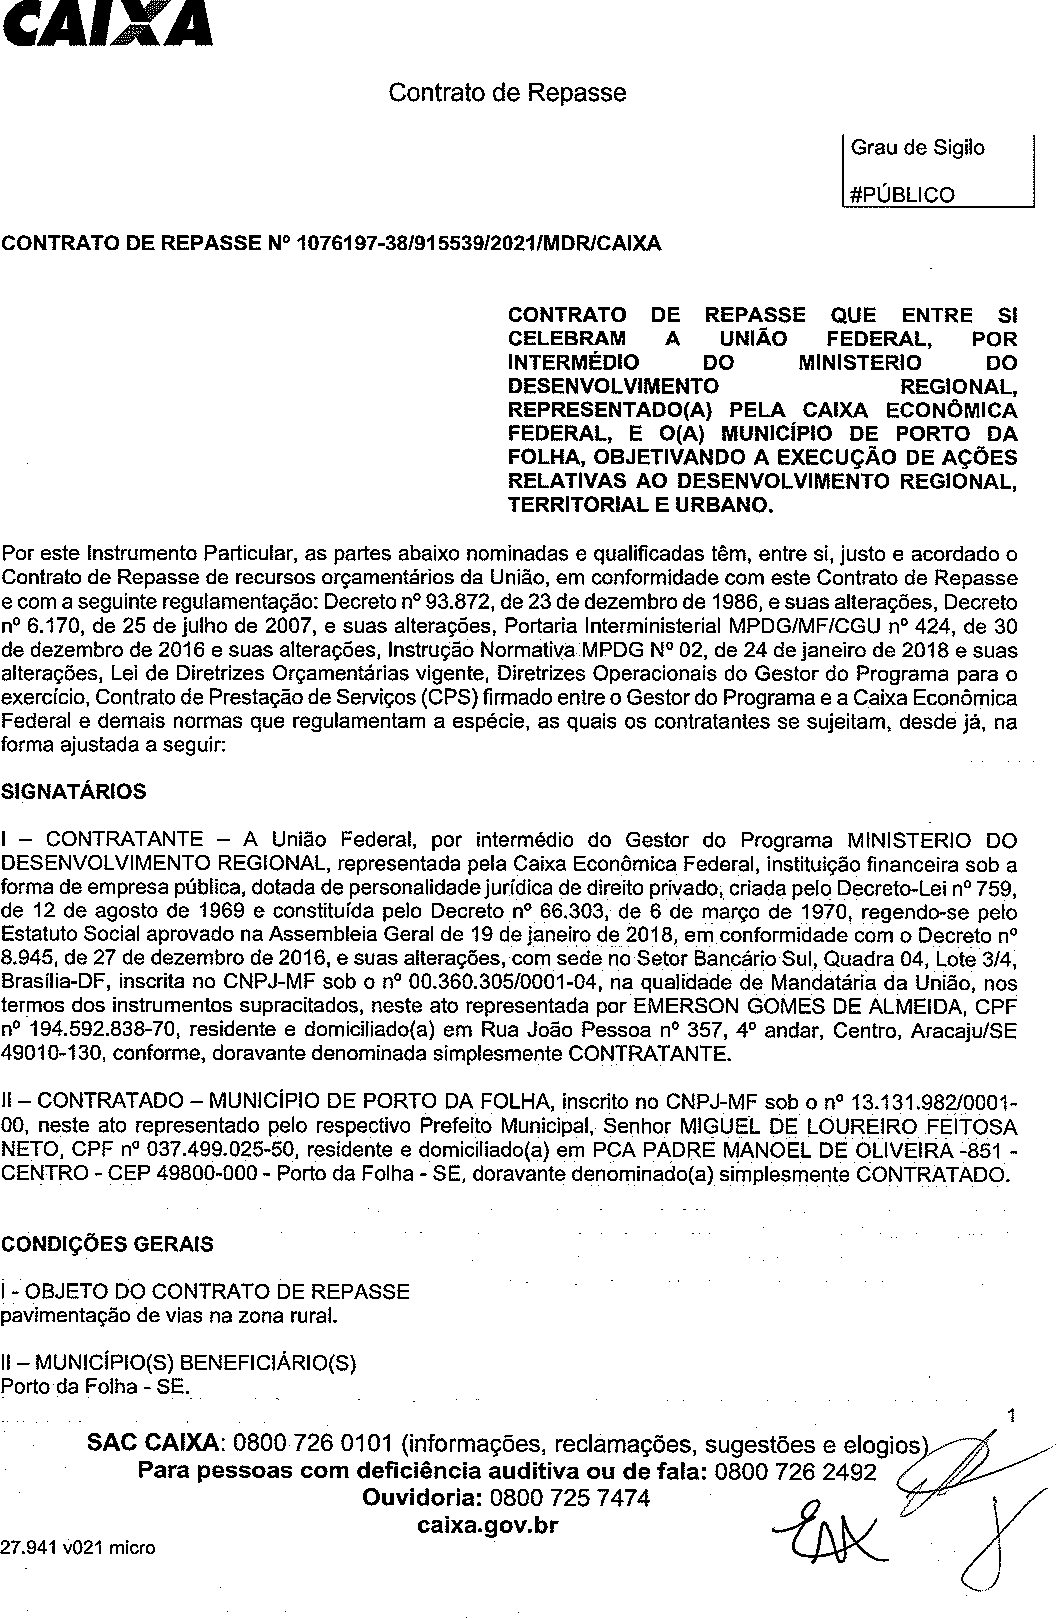 CAIXA
Contrato de Repasse
Grau de Sigilo
#PÚBLICO
CONTRATO DE REPASSE Nº 1076197-38/915539/2021/MDR/CAIXA
CONTRATO DE REPASSE QUE ENTRE SI
CELEBRAM A UNIÃO FEDERAL, POR
INTERMÉDIO DO MINISTERIO DO
DESENVOLVIMENTO REGIONAL,
REPRESENTADO(A) PELA CAIXA ECONÔMICA
FEDERAL, E O(A) MUNICÍPIO DE PORTO DA
FOLHA, OBJETIVANDO A EXECUÇÃO DE AÇÕES
RELATIVAS AO DESENVOLVIMENTO REGIONAL,
TERRITORIAL E URBANO.
Por este Instrumento Particular, as partes abaixo nominadas e qualificadas têm, entre si, justo e acordado o
Contrato de Repasse de recursos orçamentários da União, em conformidade com este Contrato de Repasse
e com a seguinte regulamentação: Decreto nº 93.872, de 23 de dezembro de 1986, e suas alterações, Decreto
nº 6.170, de 25 de julho de 2007, e suas alterações, Portaria Interministerial MPDG/MF/CGU nº 424, de 30
de dezembro de 2016 e suas alterações, Instrução Normativa MPDG Nº 02, de 24 de janeiro de 2018 e suas
alterações, Lei de Diretrizes Orçamentárias vigente, Diretrizes Operacionais do Gestor do Programa para o
exercício, Contrato de Prestação de Serviços (CPS) firmado entre o Gestor do Programa e a Caixa Econômica
Federal e demais normas que regulamentam a espécie, as quais os contratantes se sujeitam, desde já, na
forma ajustada a seguir:
SIGNATÁRIOS
I – CONTRATANTE – A União Federal, por intermédio do Gestor do Programa MINISTERIO DO
DESENVOLVIMENTO REGIONAL, representada pela Caixa Econômica Federal, instituição financeira sob a
forma de empresa pública, dotada de personalidade jurídica de direito privado, criada pelo Decreto-Lei nº 759,
de 12 de agosto de 1969 e constituída pelo Decreto nº 66.303, de 6 de março de 1970, regendo-se pelo
Estatuto Social aprovado na Assembleia Geral de 19 de janeiro de 2018, em conformidade com o Decreto nº
8.945, de 27 de dezembro de 2016, e suas alterações, com sede no Setor Bancário Sul, Quadra 04, Lote 3/4,
Brasília-DF, inscrita no CNPJ-MF sob o nº 00.360.305/0001-04, na qualidade de Mandatária da União, nos
termos dos instrumentos supracitados, neste ato representada por EMERSON GOMES DE ALMEIDA, CPF
nº 194.592.838-70, residente e domiciliado(a) em Rua João Pessoa nº 357, 4º andar, Centro, Aracaju/SE
49010-130, conforme, doravante denominada simplesmente CONTRATANTE.
II – CONTRATADO – MUNICÍPIO DE PORTO DA FOLHA, inscrito no CNPJ-MF sob o nº 13.131.982/0001-
00, neste ato representado pelo respectivo Prefeito Municipal, Senhor MIGUEL DE LOUREIRO FEITOSA
NETO, CPF nº 037.499.025-50, residente e domiciliado(a) em PCA PADRE MANOEL DE OLIVEIRA -851 -
CENTRO - CEP 49800-000 - Porto da Folha - SE, doravante denominado(a) simplesmente CONTRATADO.
CONDIÇÕES GERAIS
I - OBJETO DO CONTRATO DE REPASSE
pavimentação de vias na zona rural.
II – MUNICÍPIO(S) BENEFICIÁRIO(S)
Porto da Folha - SE.
1
SAC CAIXA: 0800 726 0101 (informações, reclamações, sugestões e elogios)
Para pessoas com deficiência auditiva ou de fala: 0800 726 2492
Ouvidoria: 0800 725 7474
caixa.gov.br
27.941 v021 micro